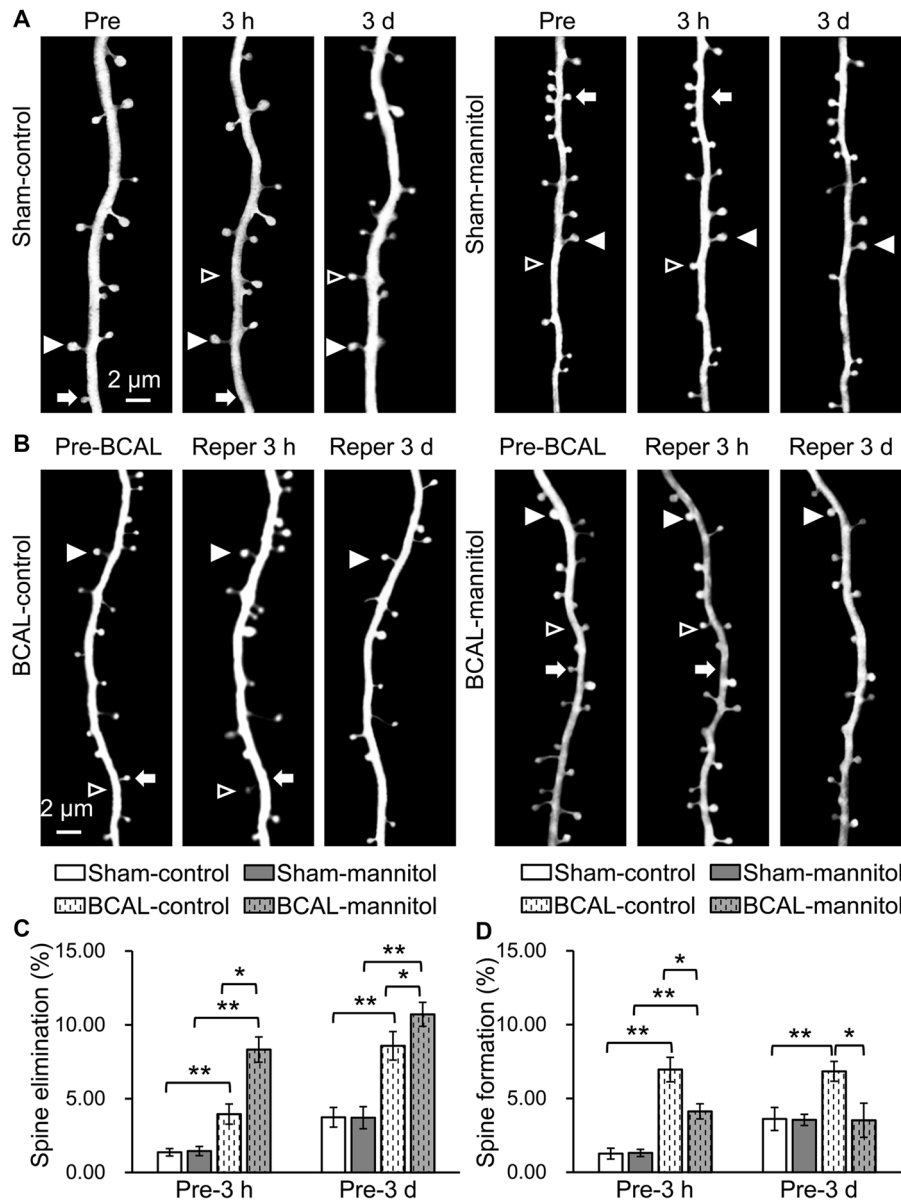 A
Pre 3 h 3 d
3 h 3 d
Pre
Sham-control
2 μm
Sham-mannitol
B
Pre-BCAL Reper 3 h Reper 3 d
Pre-BCAL Reper 3 h Reper 3 d
BCAL-control
2 μm
BCAL-mannitol
Sham-control Sham-mannitol
BCAL-control BCAL-mannitol
Sham-control Sham-mannitol
BCAL-control BCAL-mannitol
C
Spine elimination (%)
15.00
10.00
5.00
0.00
** ** *
** * **
Pre-3 h Pre-3 d
D
Spine formation (%)
15.00
10.00
5.00
0.00
** ** *
** *
Pre-3 h Pre-3 d